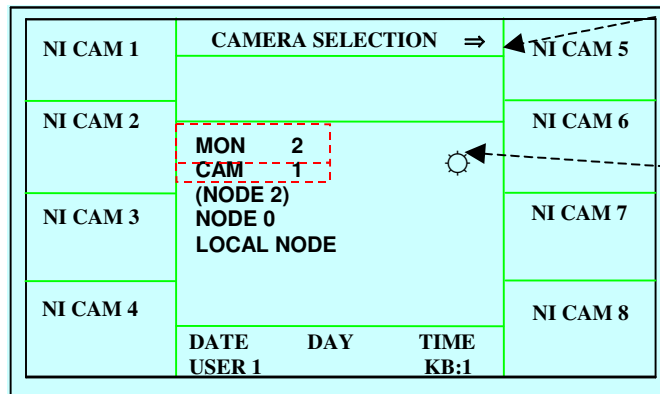 NI CAM 1
NI CAM 2
NI CAM 3
NI CAM 4
CAMERA SELECTION ⇒
MON 2
CAM 1
(NODE 2)
NODE 0
LOCAL NODE
DATE DAY TIME
USER 1 KB:1
NI CAM 5
NI CAM 6
NI CAM 7
NI CAM 8